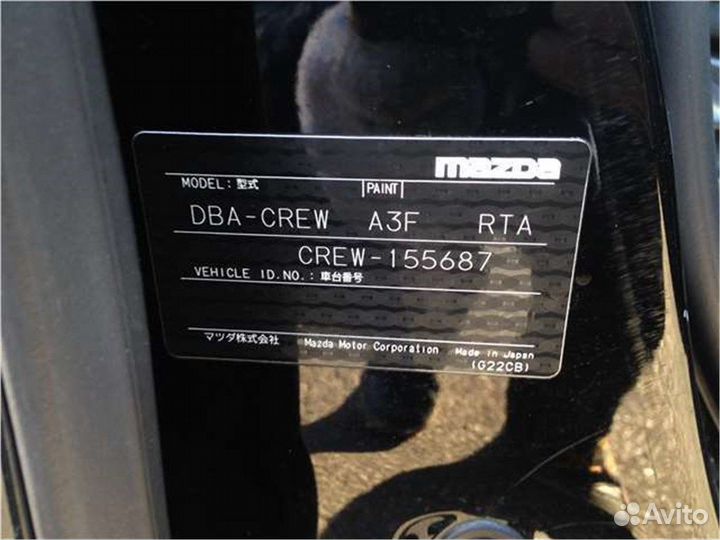 mazda
MODEL: 型式 PAINT
DBA-CREW A3F RTA
CREW-155687
VEHICLE ID.NO.: 車台番号
マツダ株式会社 Mazda Motor Corporation Made in Japan
(G22CB)
Avito